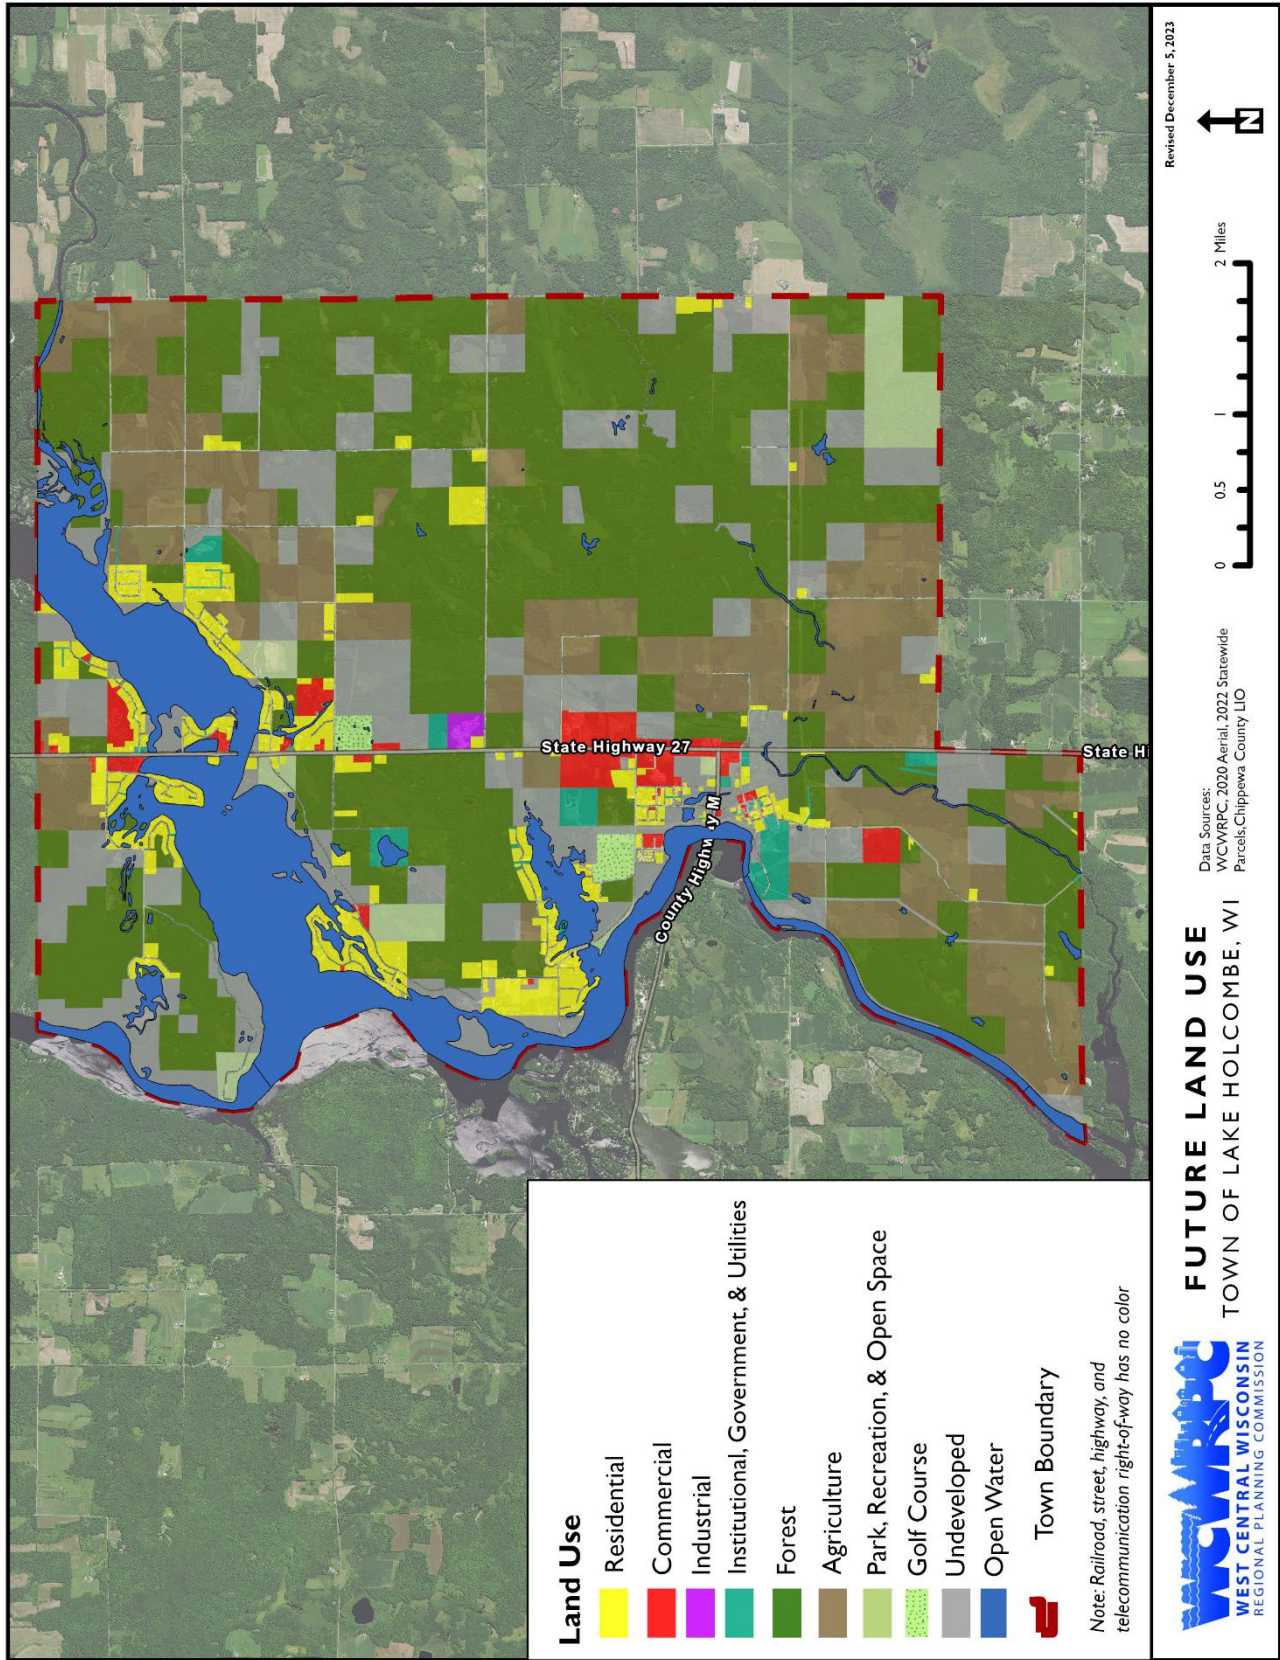 State Highway 27
State Hi
County Highway M
Land Use
Residential
Commercial
Industrial
Institutional, Government, & Utilities
Forest
Agriculture
Park, Recreation, & Open Space
Golf Course
Undeveloped
Open Water
Town Boundary
Note: Railroad, street, highway, and
telecommunication right-of-way has no color
WCWRPC
WEST CENTRAL WISCONSIN
REGIONAL PLANNING COMMISSION
FUTURE LAND USE
TOWN OF LAKE HOLCOMBE, WI
Data Sources:
WCWRPC, 2020 Aerial, 2022 Statewide
Parcels, Chippewa County LIO
0 0.5 1 2 Miles
N
Revised December 5, 2023